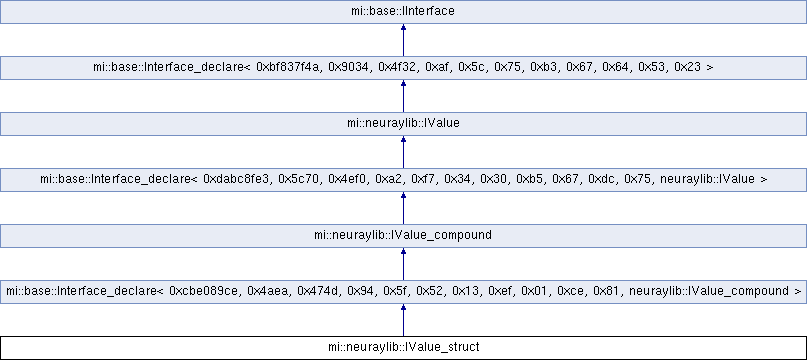 mi::base::IInterface
mi::base::Interface_declare< 0xbf837f4a, 0x9034, 0x4f32, 0xaf, 0x5c, 0x75, 0xb3, 0x67, 0x64, 0x53, 0x23 >
mi::neuraylib::IValue
mi::base::Interface_declare< 0xdabc8fe3, 0x5c70, 0x4ef0, 0xa2, 0xf7, 0x34, 0x30, 0xb5, 0x67, 0xdc, 0x75, neuraylib::IValue >
mi::neuraylib::IValue_compound
mi::base::Interface_declare< 0xcbe089ce, 0x4aea, 0x474d, 0x94, 0x5f, 0x52, 0x13, 0xef, 0x01, 0xce, 0x81, neuraylib::IValue_compound >
mi::neuraylib::IValue_struct